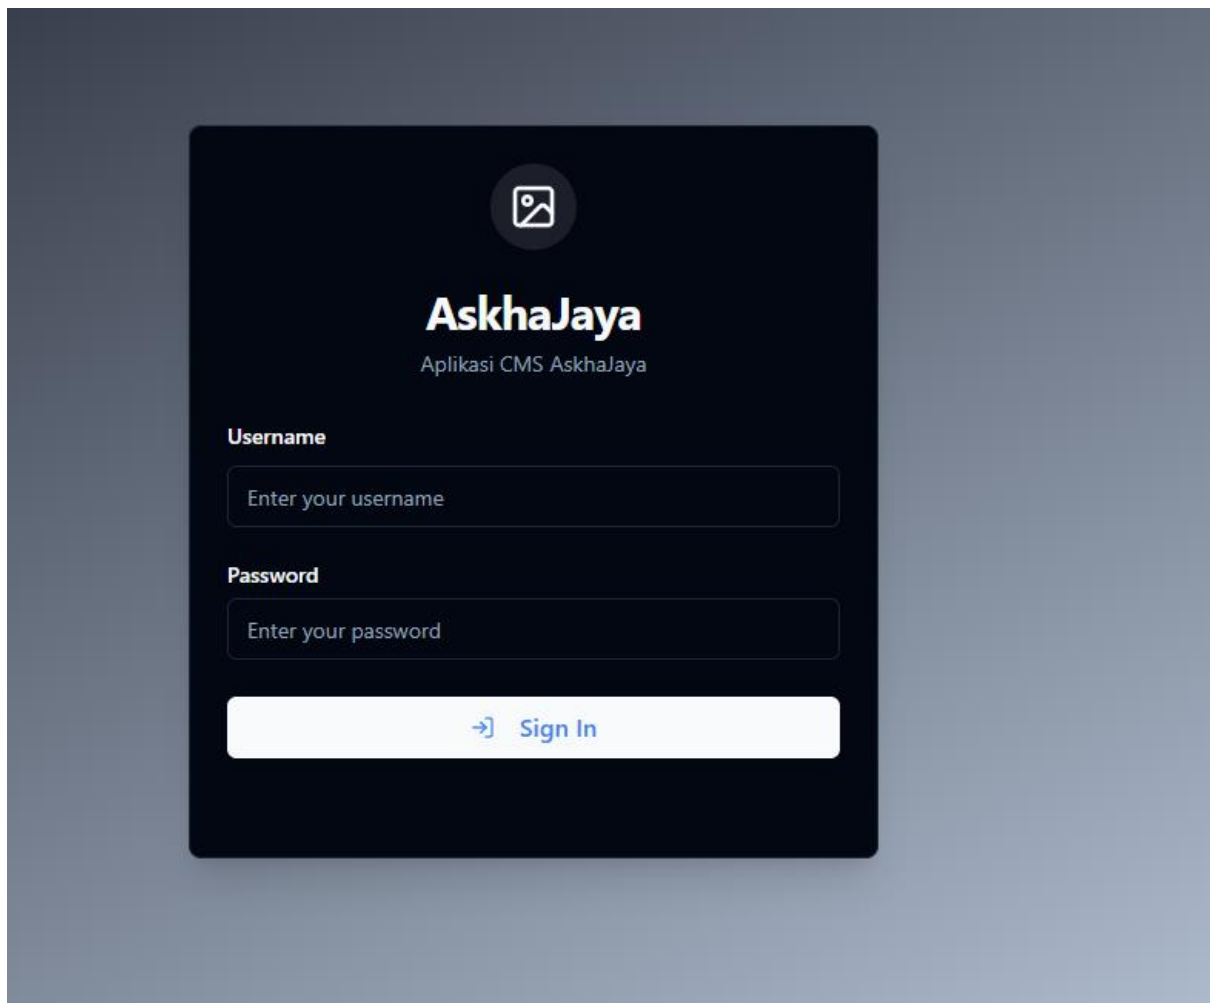 AskhaJaya
Aplikasi CMS AskhaJaya
Username
Enter your username
Password
Enter your password
Sign In